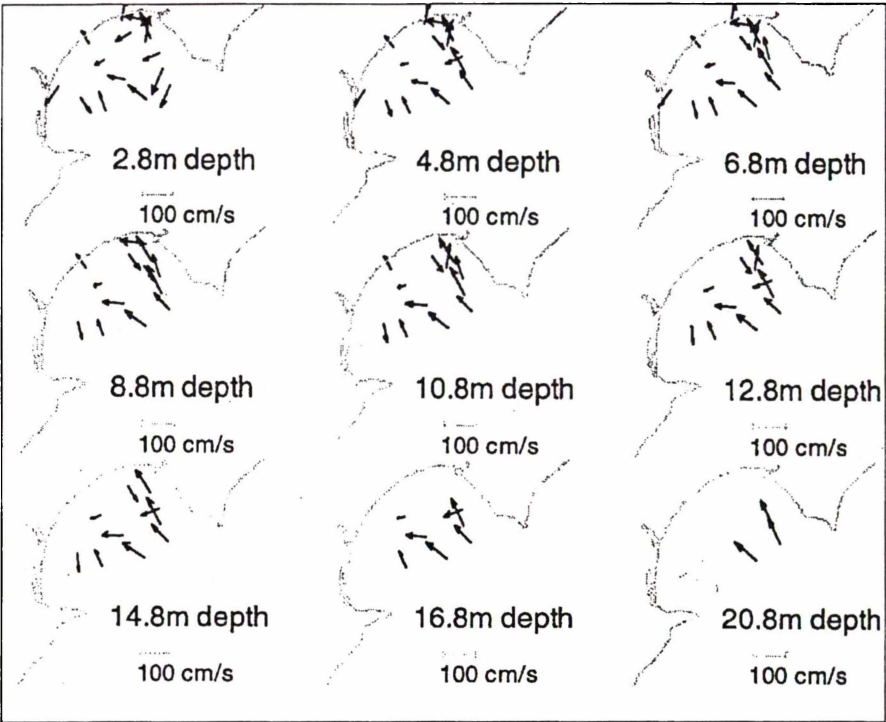 2.8m depth
4.8m depth
6.8m depth
100 cm/s
100 cm/s
100 cm/s
8.8m depth
10.8m depth
12.8m depth
100 cm/s
100 cm/s
100 cm/s
14.8m depth
16.8m depth
20.8m depth
100 cm/s
100 cm/s
100 cm/s